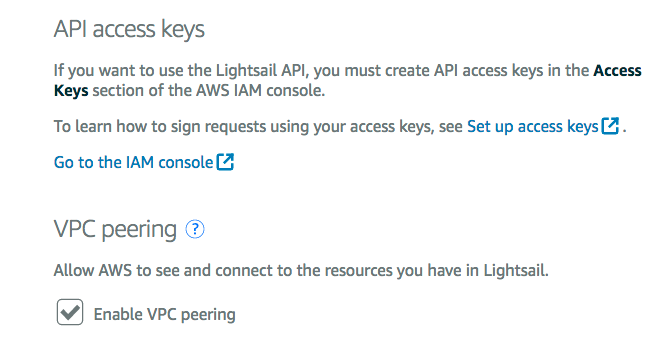 API access keys
If you want to use the Lightsail API, you must create API access keys in the Access
Keys section of the AWS IAM console.
To learn how to sign requests using your access keys, see Set up access keys .
Go to the IAM console
VPC peering ?
Allow AWS to see and connect to the resources you have in Lightsail.
Enable VPC peering